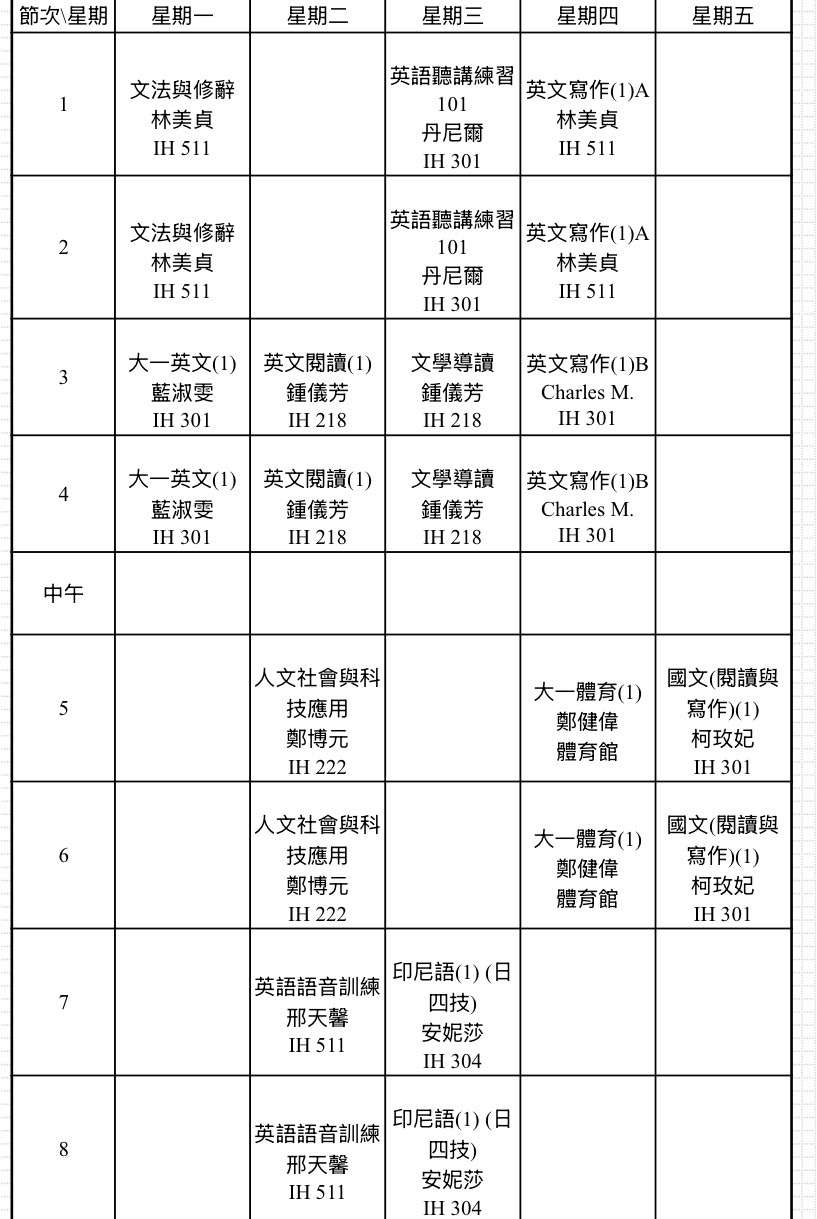 節次\星期 星期一 星期二 星期三 星期四 星期五
1
文法與修辭
林美貞
IH 511
英語聽講練習
101
丹尼爾
IH 301
英文寫作(1)A
林美貞
IH 511
2
文法與修辭
林美貞
IH 511
英語聽講練習
101
丹尼爾
IH 301
英文寫作(1)A
林美貞
IH 511
3
大一英文(1)
藍淑雯
IH 301
英文閱讀(1)
鍾儀芳
IH 218
文學導讀
鍾儀芳
IH 218
英文寫作(1)B
Charles M.
IH 301
4
大一英文(1)
藍淑雯
IH 301
英文閱讀(1)
鍾儀芳
IH 218
文學導讀
鍾儀芳
IH 218
英文寫作(1)B
Charles M.
IH 301
中午
5
人文社會與科
技應用
鄭博元
IH 222
大一體育(1)
鄭健偉
體育館
國文(閱讀與
寫作)(1)
柯玫妃
IH 301
6
人文社會與科
技應用
鄭博元
IH 222
大一體育(1)
鄭健偉
體育館
國文(閱讀與
寫作)(1)
柯玫妃
IH 301
7
英語語音訓練
邢天馨
IH 511
印尼語(1) (日
四技)
安妮莎
IH 304
8
英語語音訓練
邢天馨
IH 511
印尼語(1) (日
四技)
安妮莎
IH 304